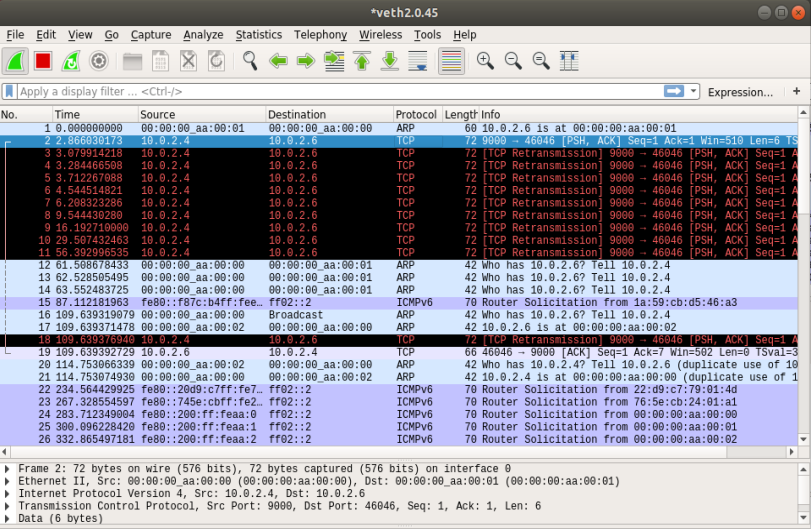 *veth2.0.45
File Edit View Go Capture Analyze Statistics Telephony Wireless Tools Help
Apply a display filter ... <Ctrl-/> Expression... +
No. Time Source Destination Protocol Length Info
1 0.000000000 00:00:00_aa:00:01 00:00:00_aa:00:00 ARP 60 10.0.2.6 is at 00:00:00:aa:00:01
2 2.866030173 10.0.2.4 10.0.2.6 TCP 72 9000 → 46046 [PSH, ACK] Seq=1 Ack=1 Win=510 Len=6 TS
3 3.079914218 10.0.2.4 10.0.2.6 TCP 72 [TCP Retransmission] 9000 → 46046 [PSH, ACK] Seq=1 A
4 3.284466508 10.0.2.4 10.0.2.6 TCP 72 [TCP Retransmission] 9000 → 46046 [PSH, ACK] Seq=1 A
5 3.712267088 10.0.2.4 10.0.2.6 TCP 72 [TCP Retransmission] 9000 → 46046 [PSH, ACK] Seq=1 A
6 4.544514821 10.0.2.4 10.0.2.6 TCP 72 [TCP Retransmission] 9000 → 46046 [PSH, ACK] Seq=1 A
7 6.208323286 10.0.2.4 10.0.2.6 TCP 72 [TCP Retransmission] 9000 → 46046 [PSH, ACK] Seq=1 A
8 9.544430280 10.0.2.4 10.0.2.6 TCP 72 [TCP Retransmission] 9000 → 46046 [PSH, ACK] Seq=1 A
9 16.192710000 10.0.2.4 10.0.2.6 TCP 72 [TCP Retransmission] 9000 → 46046 [PSH, ACK] Seq=1 A
10 29.507432463 10.0.2.4 10.0.2.6 TCP 72 [TCP Retransmission] 9000 → 46046 [PSH, ACK] Seq=1 A
11 56.392996535 10.0.2.4 10.0.2.6 TCP 72 [TCP Retransmission] 9000 → 46046 [PSH, ACK] Seq=1 A
12 61.508678433 00:00:00_aa:00:00 00:00:00_aa:00:01 ARP 42 Who has 10.0.2.6? Tell 10.0.2.4
13 62.528505495 00:00:00_aa:00:00 00:00:00_aa:00:01 ARP 42 Who has 10.0.2.6? Tell 10.0.2.4
14 63.552483725 00:00:00_aa:00:00 00:00:00_aa:00:01 ARP 42 Who has 10.0.2.6? Tell 10.0.2.4
15 87.112181963 fe80::f87c:b4ff:fee… ff02::2 ICMPv6 70 Router Solicitation from 1a:59:cb:d5:46:a3
16 109.639319079 00:00:00_aa:00:00 Broadcast ARP 42 Who has 10.0.2.6? Tell 10.0.2.4
17 109.639371478 00:00:00_aa:00:02 00:00:00_aa:00:00 ARP 42 10.0.2.6 is at 00:00:00:aa:00:02
18 109.639376940 10.0.2.4 10.0.2.6 TCP 72 [TCP Retransmission] 9000 → 46046 [PSH, ACK] Seq=1 A
19 109.639392729 10.0.2.6 10.0.2.4 TCP 66 46046 → 9000 [ACK] Seq=1 Ack=7 Win=502 Len=0 TSval=3
20 114.753066339 00:00:00_aa:00:02 00:00:00_aa:00:00 ARP 42 Who has 10.0.2.4? Tell 10.0.2.6 (duplicate use of 10
21 114.753074930 00:00:00_aa:00:00 00:00:00_aa:00:02 ARP 42 10.0.2.4 is at 00:00:00:aa:00:00 (duplicate use of 1
22 234.564429925 fe80::20d9:c7ff:fe7… ff02::2 ICMPv6 70 Router Solicitation from 22:d9:c7:79:01:4d
23 267.328554597 fe80::745e:cbff:fe2… ff02::2 ICMPv6 70 Router Solicitation from 76:5e:cb:24:01:a1
24 283.712349004 fe80::200:ff:feaa:0 ff02::2 ICMPv6 70 Router Solicitation from 00:00:00:aa:00:00
25 300.096228420 fe80::200:ff:feaa:1 ff02::2 ICMPv6 70 Router Solicitation from 00:00:00:aa:00:01
26 332.865497181 fe80::200:ff:feaa:2 ff02::2 ICMPv6 70 Router Solicitation from 00:00:00:aa:00:02
Frame 2: 72 bytes on wire (576 bits), 72 bytes captured (576 bits) on interface 0
Ethernet II, Src: 00:00:00_aa:00:00 (00:00:00:aa:00:00), Dst: 00:00:00_aa:00:01 (00:00:00:aa:00:01)
Internet Protocol Version 4, Src: 10.0.2.4, Dst: 10.0.2.6
Transmission Control Protocol, Src Port: 9000, Dst Port: 46046, Seq: 1, Ack: 1, Len: 6
Data (6 bytes)